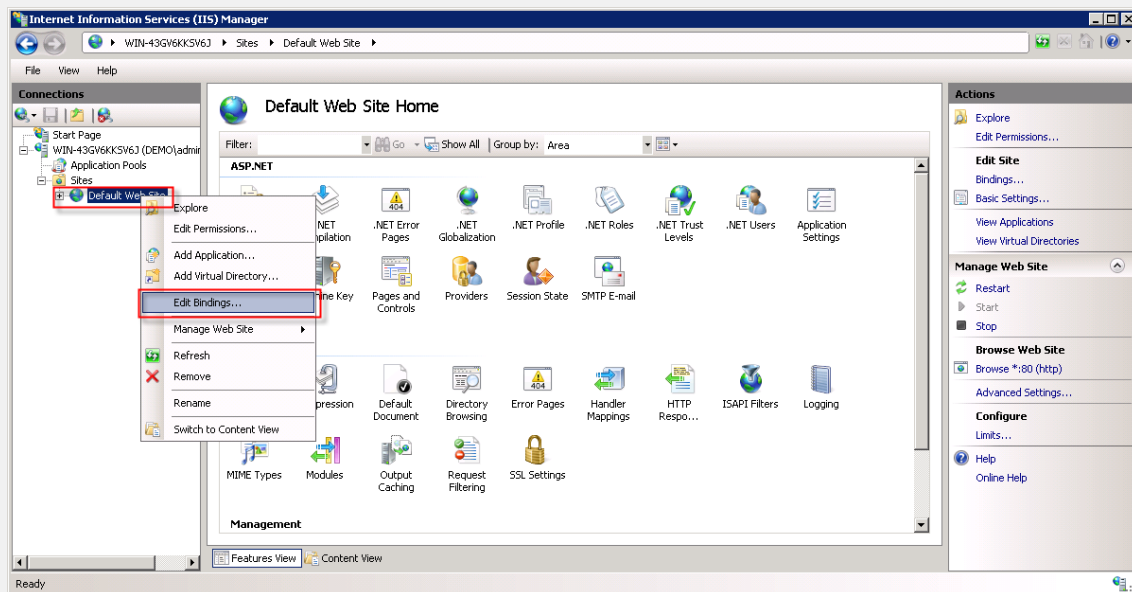 Internet Information Services (IIS) Manager
WIN-43GV6KKSV6J Sites Default Web Site
File View Help
Connections
Start Page
WIN-43GV6KKSV6J (DEMO\admir
Application Pools
Sites
Default Web Site
Explore
Edit Permissions...
Add Application...
Add Virtual Directory...
Edit Bindings...
Manage Web Site
Refresh
Remove
Rename
Switch to Content View
Default Web Site Home
Filter: Go Show All Group by: Area
ASP.NET
.NET Error
Pages
.NET
Globalization
.NET Profile
.NET Roles
.NET Trust
Levels
.NET Users
Application
Settings
Pages and
Controls
Providers
Session State
SMTP E-mail
Default
Document
Directory
Browsing
Error Pages
Handler
Mappings
HTTP
Respo...
ISAPI Filters
Logging
MIME Types
Modules
Output
Caching
Request
Filtering
SSL Settings
Management
Features View Content View
Actions
Explore
Edit Permissions...
Edit Site
Bindings...
Basic Settings...
View Applications
View Virtual Directories
Manage Web Site
Restart
Start
Stop
Browse Web Site
Browse *:80 (http)
Advanced Settings...
Configure
Limits...
Help
Online Help
Ready